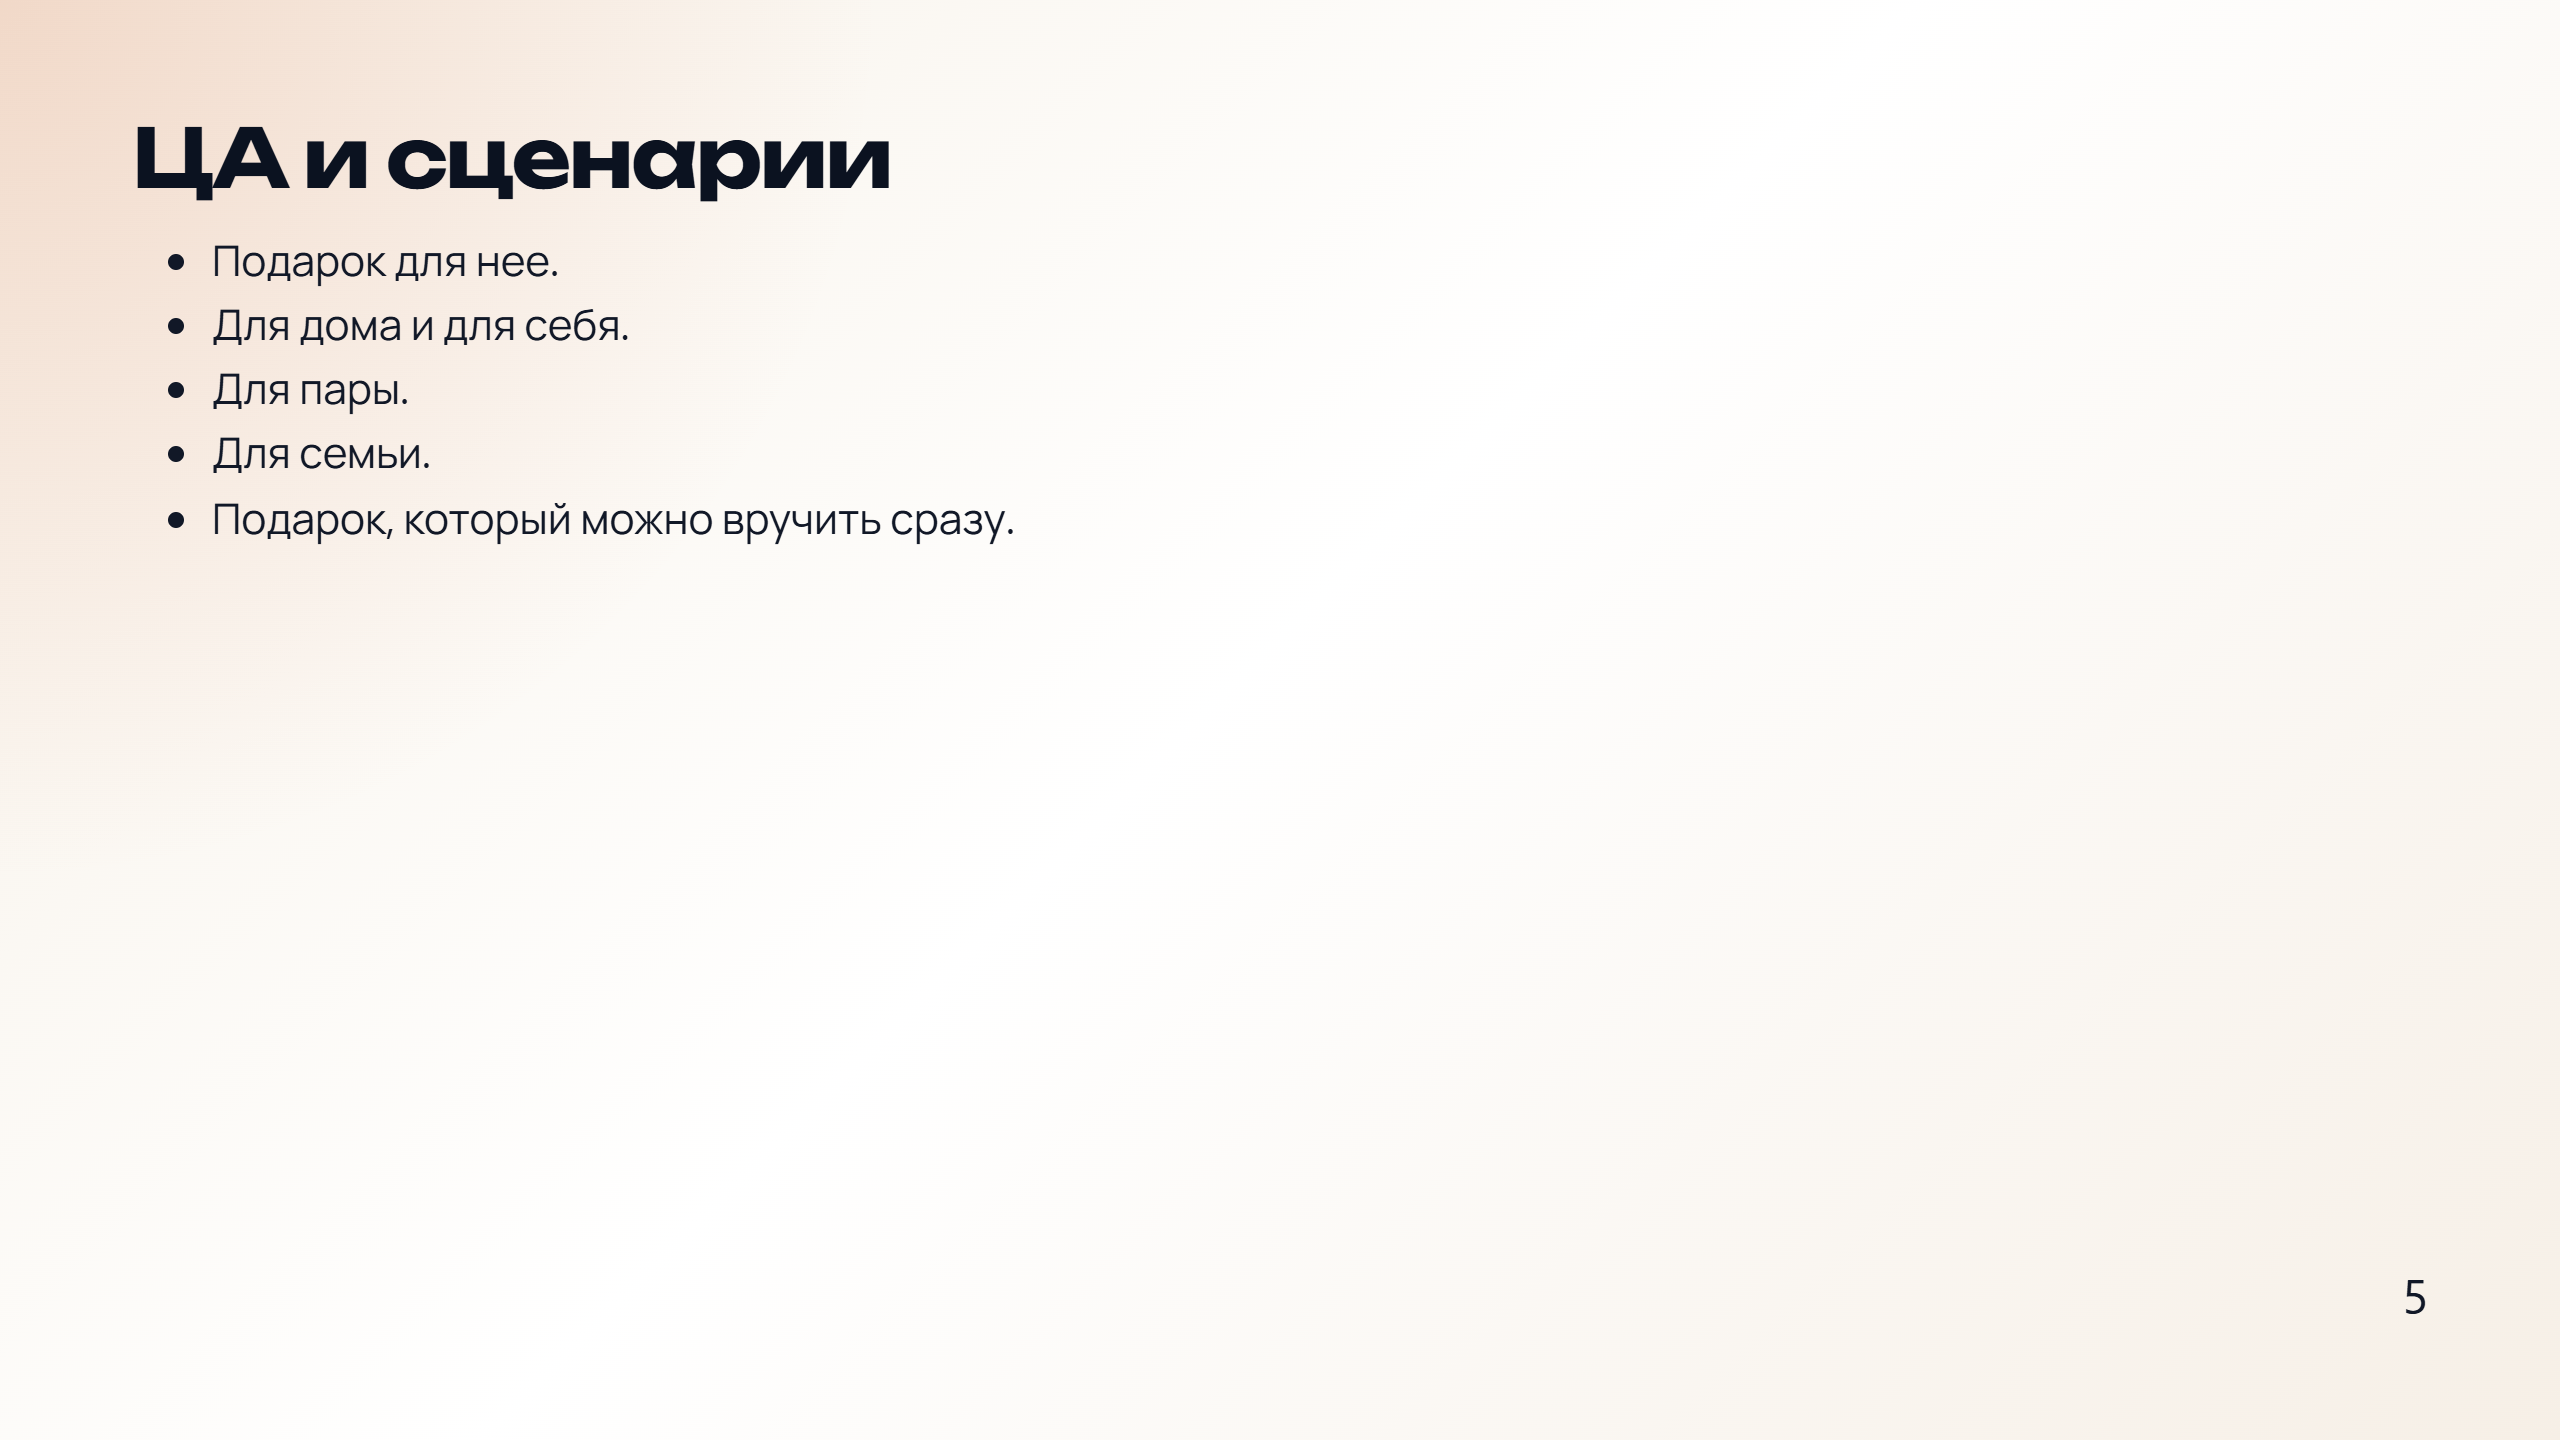 ЦА и сценарии
• Подарок для нее.
• Для дома и для себя.
• Для пары.
• Для семьи.
• Подарок, который можно вручить сразу.
5